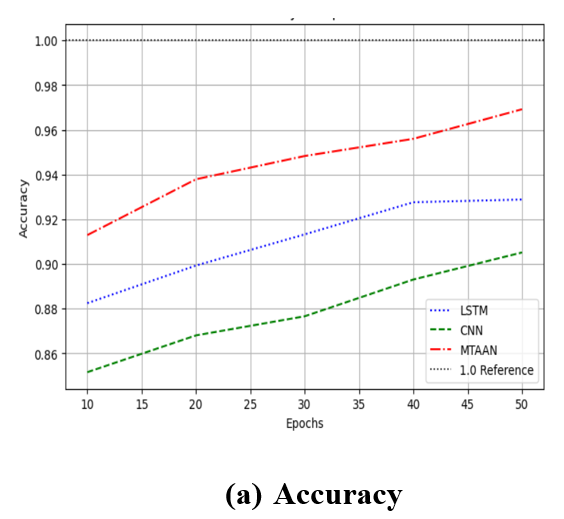 1.00
0.98
0.96
0.94
0.92
0.90
0.88
0.86
Accuracy
10 15 20 25 30 35 40 45 50
Epochs
LSTM
CNN
MTAAN
1.0 Reference
(a) Accuracy